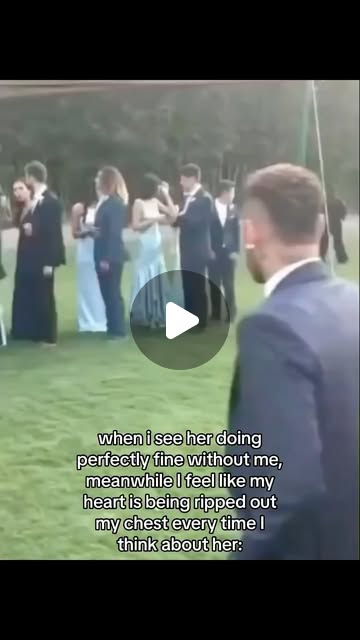 when i see her doing
perfectly fine without me,
meanwhile I feel like my
heart is being ripped out
my chest every time I
think about her: